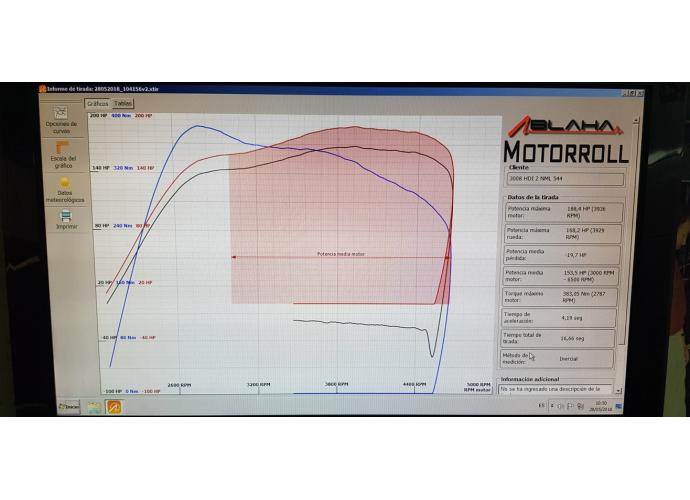 Informe de tirada: 28052018_104156v2.xtir
Gráficos Tablas
Opciones de
curvas
Escala del
gráfico
Datos
meteorológicos
Imprimir
200 HP 400 Nm 200 HP
140 HP 320 Nm 140 HP
80 HP 240 Nm 80 HP
20 HP 160 Nm 20 HP
-40 HP 80 Nm -40 HP
-100 HP 0 Nm -100 HP
Potencia media motor
2600 RPM 3200 RPM 3800 RPM 4400 RPM 5000 RPM
RPM motor
ABLAHA
MOTORROLL
Cliente
3008 HDI 2 NML 544
Datos de la tirada
Potencia máxima
motor:
188,4 HP (3926
RPM)
Potencia máxima
rueda:
168,2 HP (3929
RPM)
Potencia media
pérdida:
-19,7 HP
Potencia media
motor:
153,5 HP (3000 RPM
- 6500 RPM)
Torque máximo
motor:
383,05 Nm (2787
RPM)
Tiempo de
aceleración:
4,19 seg
Tiempo total de
tirada:
16,66 seg
Método de
medición:
Inercial
Información adicional
No se ha ingresado una descripción de la
Inicio
ES
10:50
28/05/2018